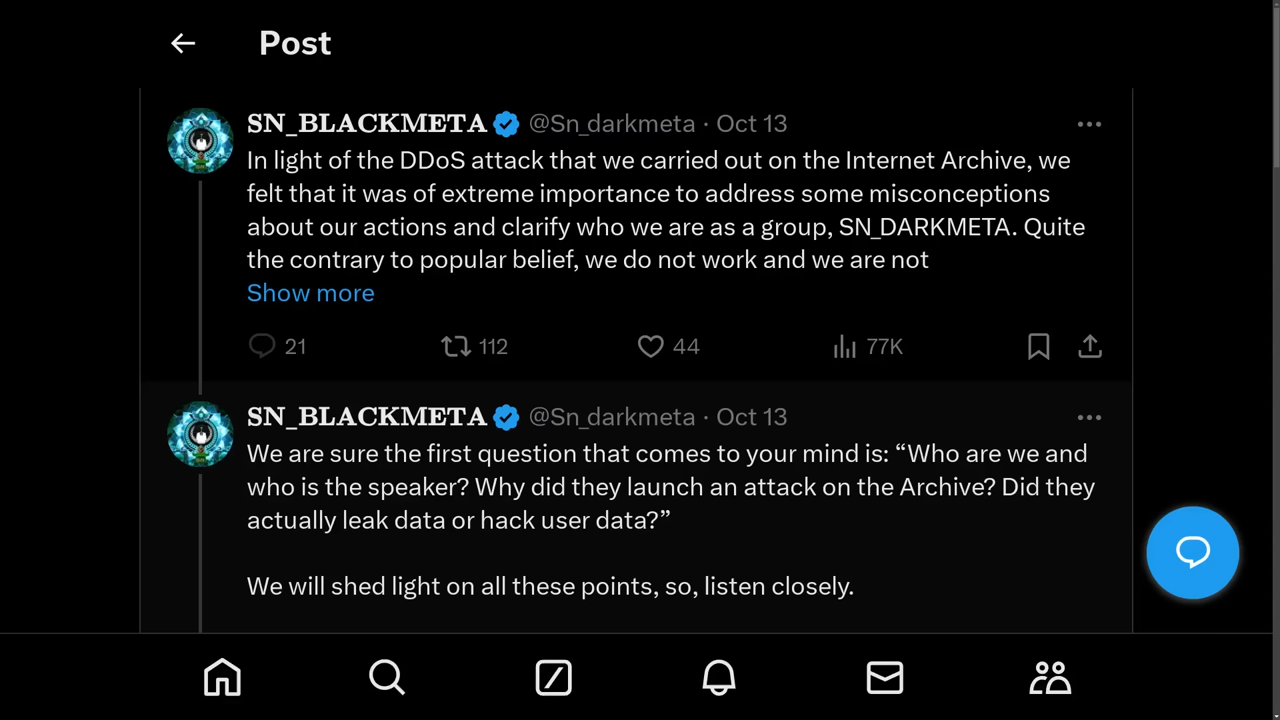 Post
SN_BLACKMETA @Sn_darkmeta · Oct 13
In light of the DDoS attack that we carried out on the Internet Archive, we
felt that it was of extreme importance to address some misconceptions
about our actions and clarify who we are as a group, SN_DARKMETA. Quite
the contrary to popular belief, we do not work and we are not
Show more
21 112 44 77K
SN_BLACKMETA @Sn_darkmeta · Oct 13
We are sure the first question that comes to your mind is: “Who are we and
who is the speaker? Why did they launch an attack on the Archive? Did they
actually leak data or hack user data?”
We will shed light on all these points, so, listen closely.